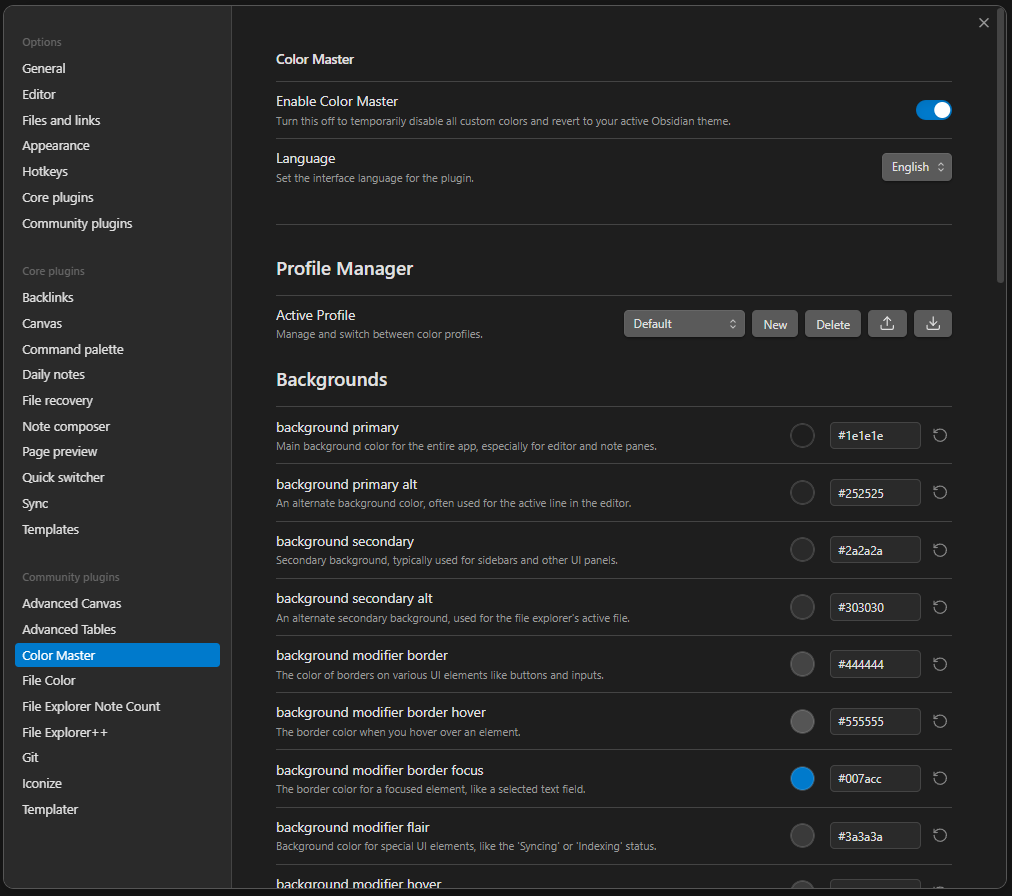 Options
General
Editor
Files and links
Appearance
Hotkeys
Core plugins
Community plugins
Core plugins
Backlinks
Canvas
Command palette
Daily notes
File recovery
Note composer
Page preview
Quick switcher
Sync
Templates
Community plugins
Advanced Canvas
Advanced Tables
Color Master
File Color
File Explorer Note Count
File Explorer++
Git
Iconize
Templater
Color Master
Enable Color Master
Turn this off to temporarily disable all custom colors and revert to your active Obsidian theme.
Language
Set the interface language for the plugin.
English
Profile Manager
Active Profile
Manage and switch between color profiles.
Default
New
Delete
Backgrounds
background primary
Main background color for the entire app, especially for editor and note panes.
#1e1e1e
background primary alt
An alternate background color, often used for the active line in the editor.
#252525
background secondary
Secondary background, typically used for sidebars and other UI panels.
#2a2a2a
background secondary alt
An alternate secondary background, used for the file explorer's active file.
#303030
background modifier border
The color of borders on various UI elements like buttons and inputs.
#444444
background modifier border hover
The border color when you hover over an element.
#555555
background modifier border focus
The border color for a focused element, like a selected text field.
#007acc
background modifier flair
Background color for special UI elements, like the 'Syncing' or 'Indexing' status.
#3a3a3a
background modifier hover